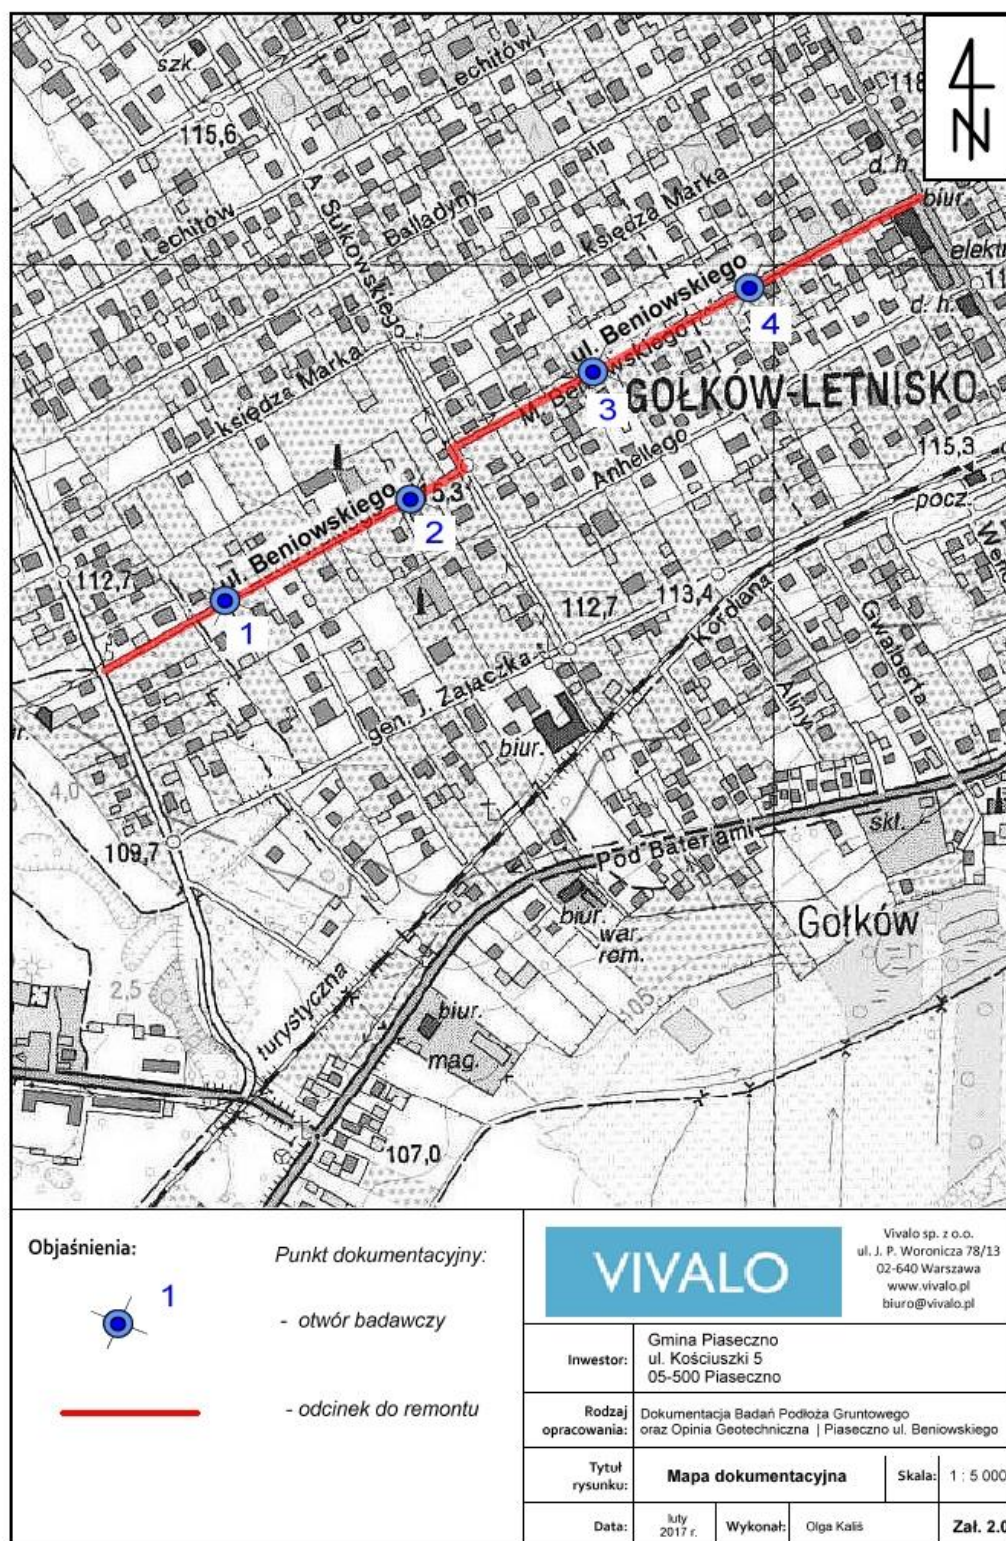 szk.
echitów
115,6
118
N
d. h.
biur.
Lechitów
A. Sułkowskiego
Balladyny
księdza Marka
elektr
d. h.
ul. Beniowskiego
4
M. Beniowskiego
3
GOŁKÓW-LETNISKO
księdza Marka
Anhellego
115,3
pocz.
ul. Beniowskiego
15,3
2
112,7
1
112,7
113,4
Kordiana
Gwalberta
Alny
gen. J. Zajączka
biur.
4,0
109,7
Pod Bateriami
skł.
biur.
war.
rem.
Gołków
2,5
turystyczna
105
biur.
mag.
107,0
Objaśnienia:
Punkt dokumentacyjny:
1
- otwór badawczy
- odcinek do remontu
VIVALO
Vivalo sp. z o.o.
ul. J. P. Woronicza 78/13
02-640 Warszawa
www.vivalo.pl
biuro@vivalo.pl
Inwestor:
Gmina Piaseczno
ul. Kościuszki 5
05-500 Piaseczno
Rodzaj
opracowania:
Dokumentacja Badań Podłoża Gruntowego
oraz Opinia Geotechniczna | Piaseczno ul. Beniowskiego
Tytuł
rysunku:
Mapa dokumentacyjna
Skala:
1 : 5 000
Data:
luty
2017 r.
Wykonał:
Olga Kaliś
Zał. 2.0